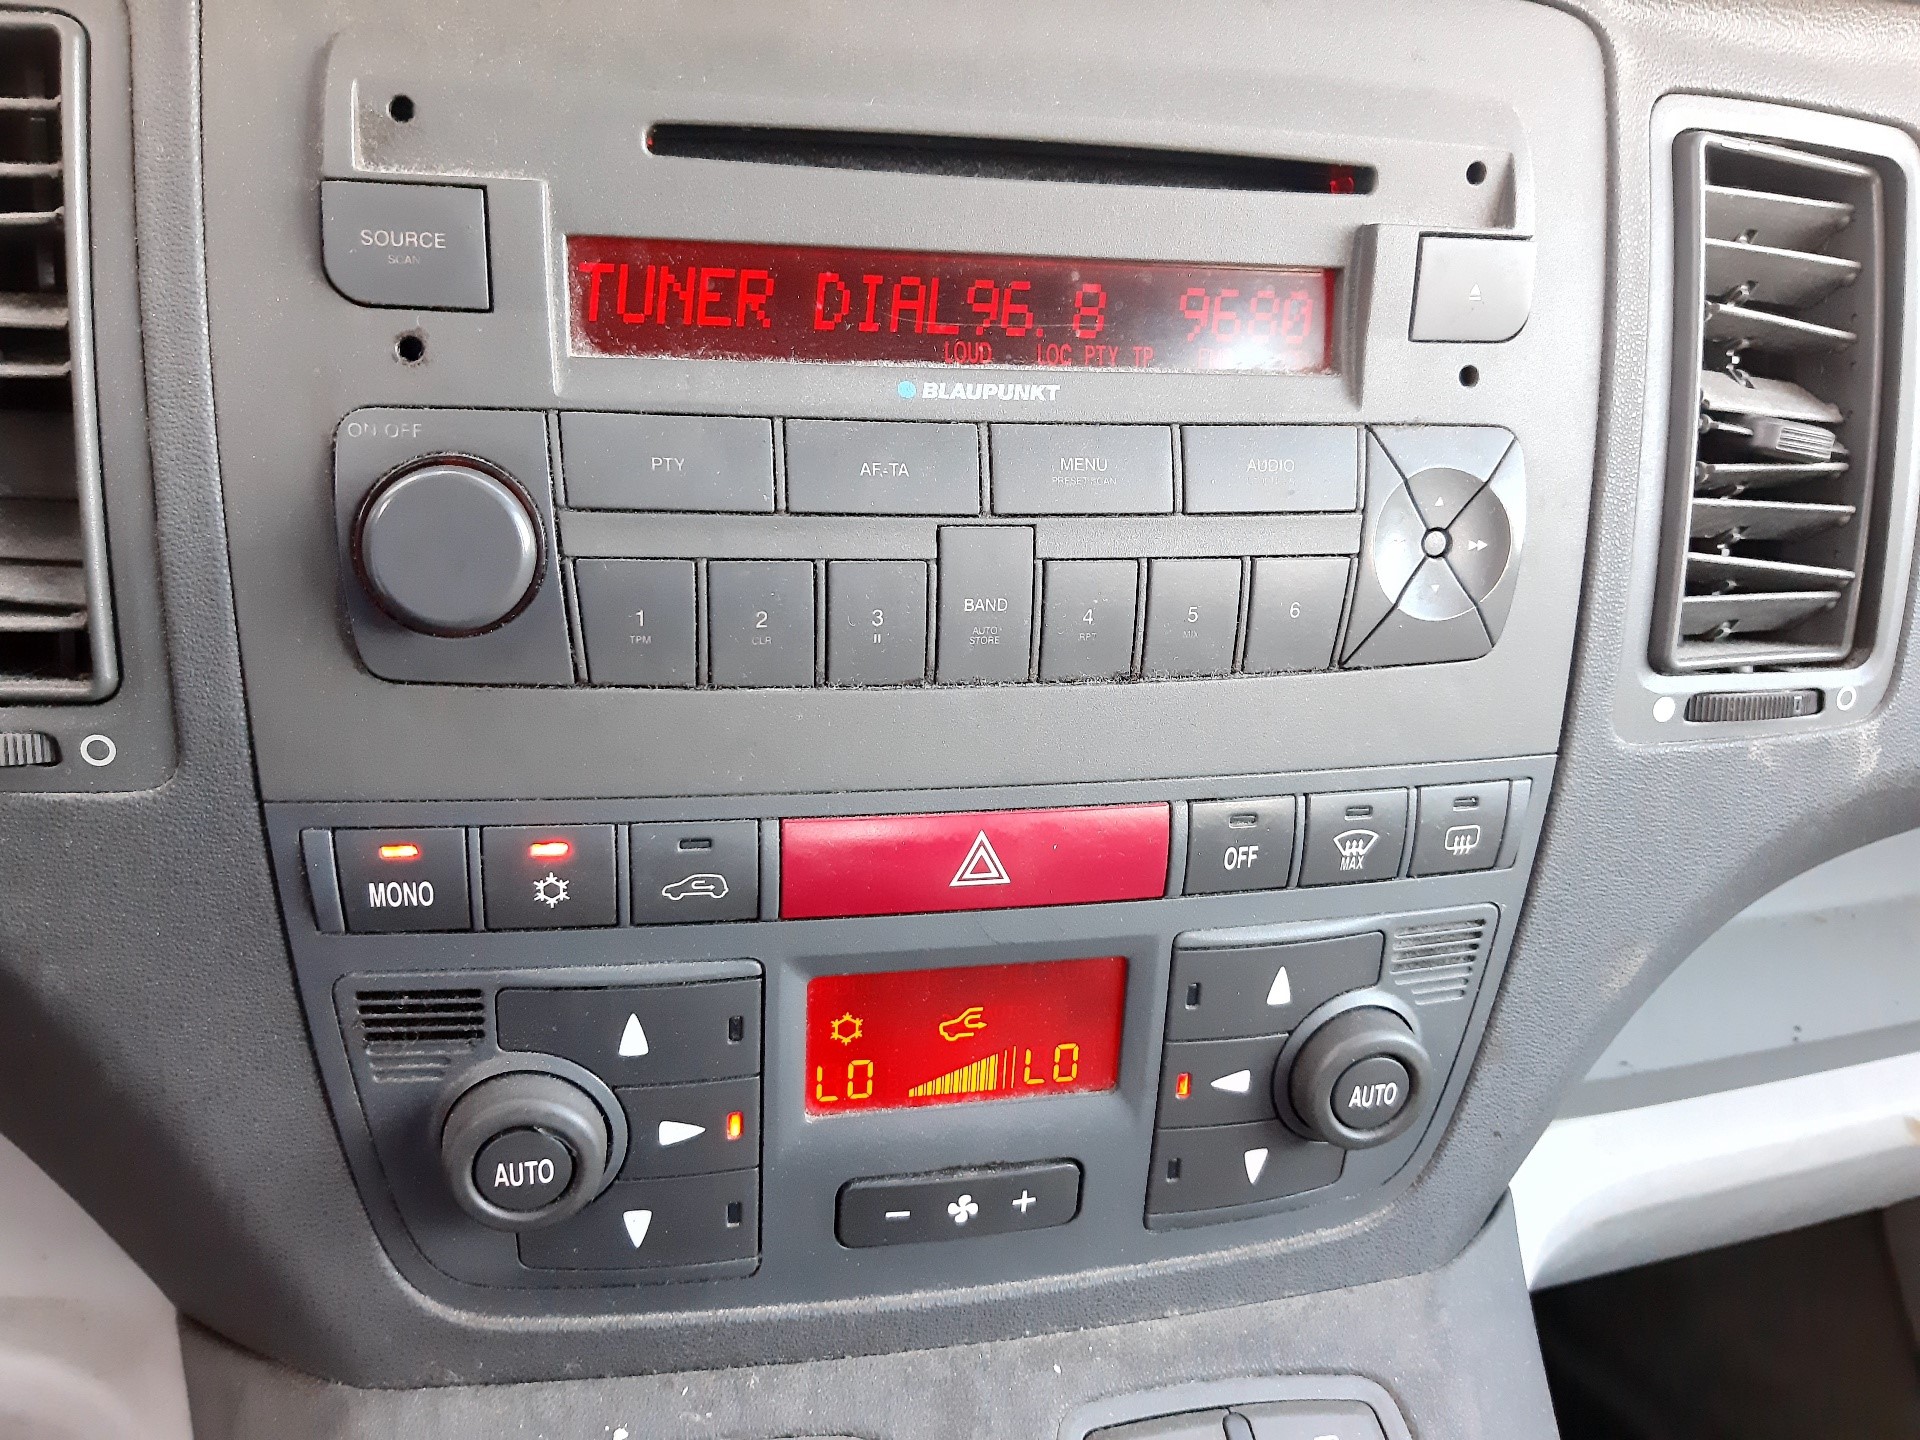 SOURCE
SCAN
TUNER DIAL96.8 9680
LOUD LOC PTY TP
BLAUPUNKT
ON OFF
PTY
AF-TA
MENU
PRESET SCAN
AUDIO
1
TPM
2
CLR
3
BAND
AUTO
STORE
4
RPT
5
MIX
6
MONO
OFF
MAX
LO LO
AUTO
AUTO
- +